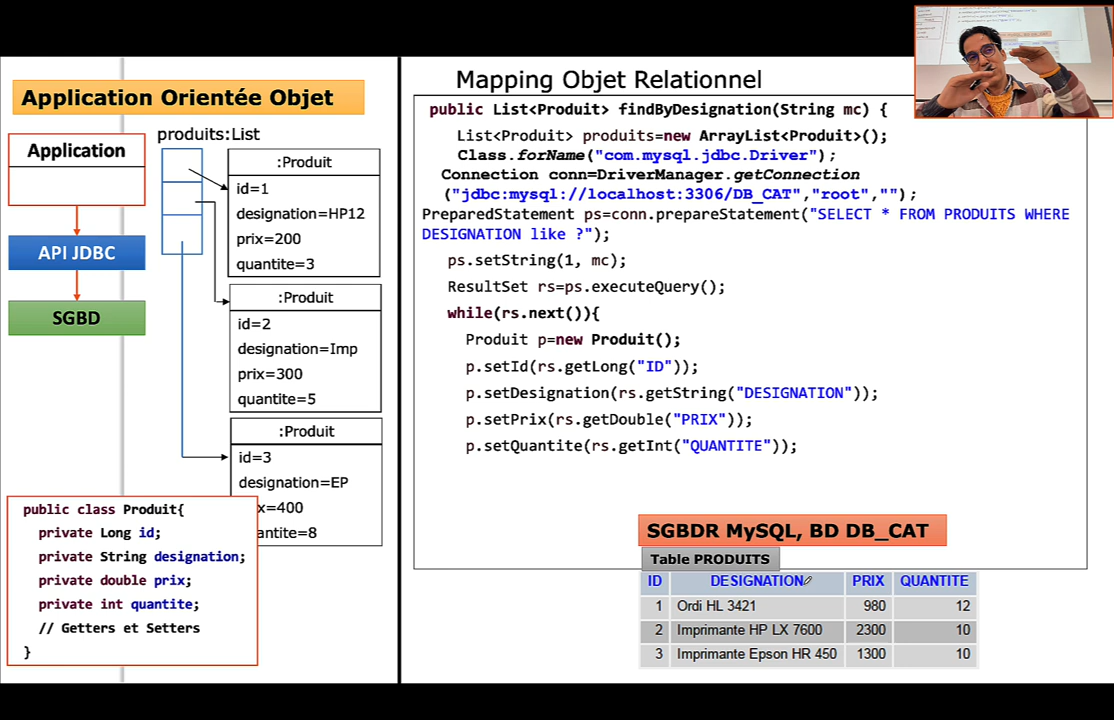 Application Orientée Objet
Application
API JDBC
SGBD
produits:List
:Produit
id=1
designation=HP12
prix=200
quantite=3
:Produit
id=2
designation=Imp
prix=300
quantite=5
:Produit
id=3
designation=EP
x=400
antite=8
public class Produit{
private Long id;
private String designation;
private double prix;
private int quantite;
// Getters et Setters
}
Mapping Objet Relationnel
public List<Produit> findByDesignation(String mc) {
List<Produit> produits=new ArrayList<Produit>();
Class.forName("com.mysql.jdbc.Driver");
Connection conn=DriverManager.getConnection
("jdbc:mysql://localhost:3306/DB_CAT","root","");
PreparedStatement ps=conn.prepareStatement("SELECT * FROM PRODUITS WHERE
DESIGNATION like ?");
ps.setString(1, mc);
ResultSet rs=ps.executeQuery();
while(rs.next()){
Produit p=new Produit();
p.setId(rs.getLong("ID"));
p.setDesignation(rs.getString("DESIGNATION"));
p.setPrix(rs.getDouble("PRIX"));
p.setQuantite(rs.getInt("QUANTITE"));
SGBDR MySQL, BD DB_CAT
Table PRODUITS
ID DESIGNATION PRIX QUANTITE
1 Ordi HL 3421 980 12
2 Imprimante HP LX 7600 2300 10
3 Imprimante Epson HR 450 1300 10